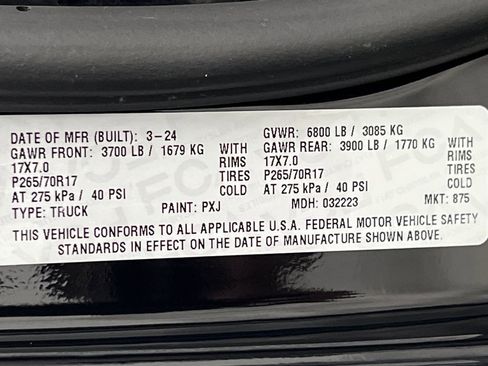 DATE OF MFR (BUILT): 3-24 GVWR: 6800 LB / 3085 KG
GAWR FRONT: 3700 LB / 1679 KG WITH GAWR REAR: 3900 LB / 1770 KG WITH
17X7.0 RIMS 17X7.0 RIMS
P265/70R17 TIRES P265/70R17 TIRES
AT 275 kPa / 40 PSI COLD AT 275 kPa / 40 PSI COLD
TYPE: TRUCK PAINT: PXJ MDH: 032223 MKT: 875
THIS VEHICLE CONFORMS TO ALL APPLICABLE U.S.A. FEDERAL MOTOR VEHICLE SAFETY
STANDARDS IN EFFECT ON THE DATE OF MANUFACTURE SHOWN ABOVE.